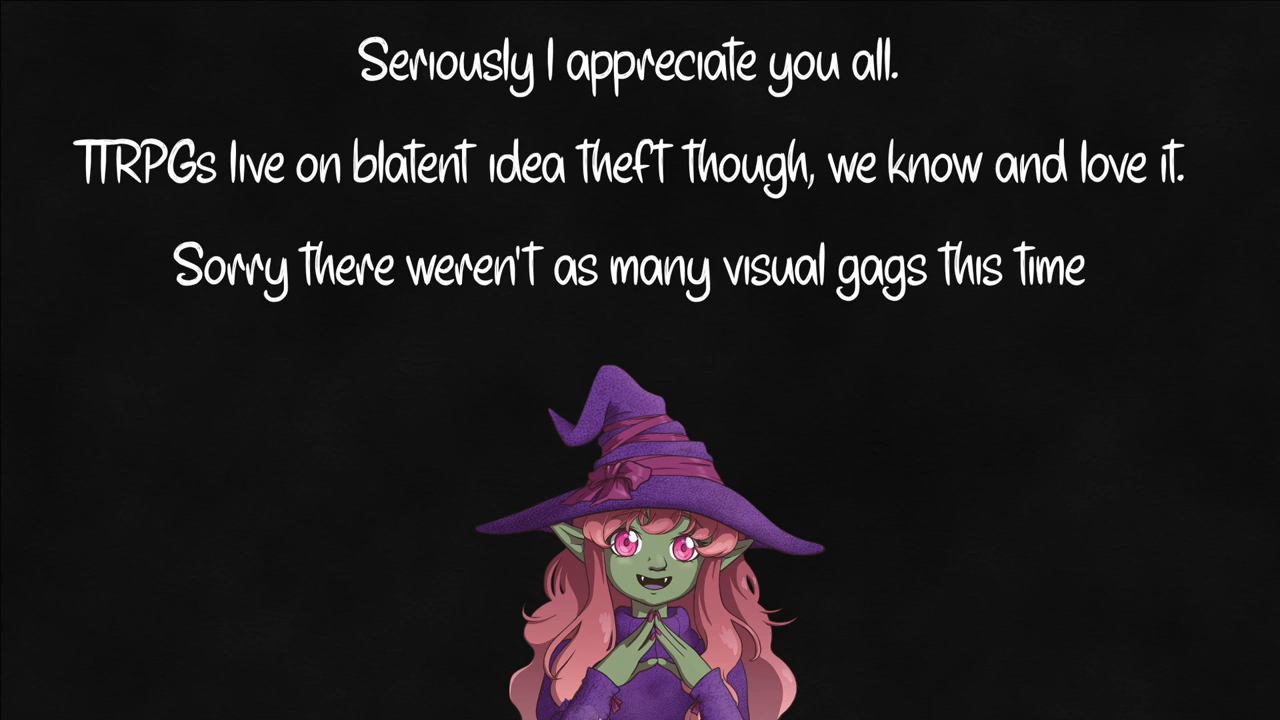 Seriously I appreciate you all.
TTRPGs live on blatent idea theft though, we know and love it.
Sorry there weren't as many visual gags this time